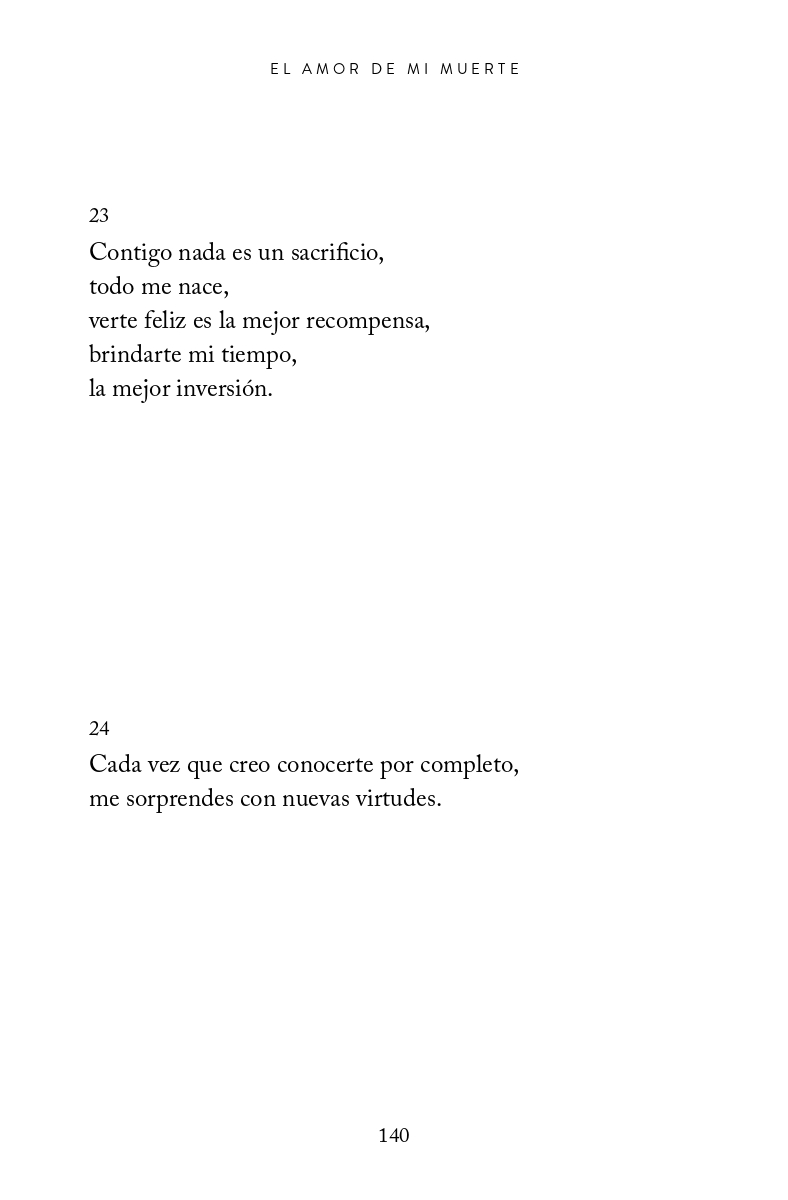 EL AMOR DE MI MUERTE
23
Contigo nada es un sacrificio,
todo me nace,
verte feliz es la mejor recompensa,
brindarte mi tiempo,
la mejor inversión.
24
Cada vez que creo conocerte por completo,
me sorprendes con nuevas virtudes.
140